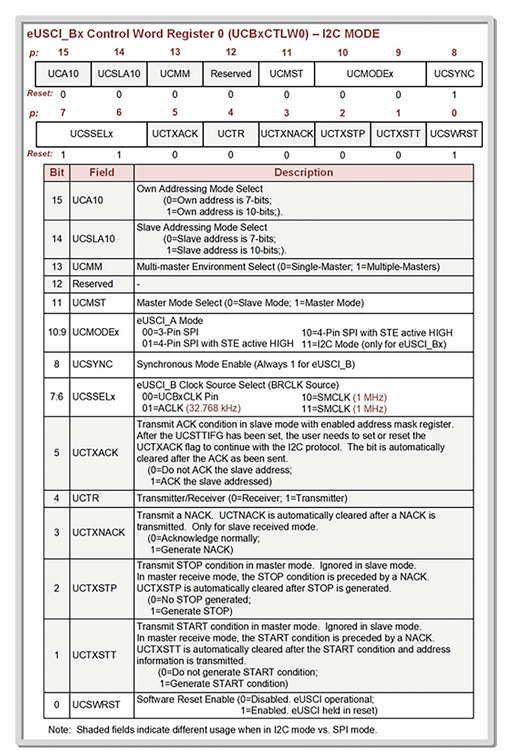 eUSCI_Bx Control Word Register 0 (UCBxCTLW0) – I2C MODE
p: 15 14 13 12 11 10 9 8
UCA10 UCSLA10 UCMM Reserved UCMST UCMODEx UCSYNC
Reset: 0 0 0 0 0 0 0 1
p: 7 6 5 4 3 2 1 0
UCSSELx UCTXACK UCTR UCTXNACK UCTXSTP UCTXSTT UCSWRST
Reset: 1 1 0 0 0 0 0 1
Bit Field Description
15 UCA10 Own Addressing Mode Select
(0=Own address is 7-bits;
1=Own address is 10-bits;).
14 UCSLA10 Slave Addressing Mode Select
(0=Slave address is 7-bits;
1=Slave address is 10-bits;).
13 UCMM Multi-master Environment Select (0=Single-Master; 1=Multiple-Masters)
12 Reserved -
11 UCMST Master Mode Select (0=Slave Mode; 1=Master Mode)
10:9 UCMODEx eUSCI_A Mode
00=3-Pin SPI 10=4-Pin SPI with STE active HIGH
01=4-Pin SPI with STE active HIGH 11=I2C Mode (only for eUSCI_Bx)
8 UCSYNC Synchronous Mode Enable (Always 1 for eUSCI_B)
7:6 UCSSELx eUSCI_B Clock Source Select (BRCLK Source)
00=UCBxCLK Pin 10=SMCLK (1 MHz)
01=ACLK (32.768 kHz) 11=SMCLK (1 MHz)
5 UCTXACK Transmit ACK condition in slave mode with enabled address mask register.
After the UCSTTIFG has been set, the user needs to set or reset the
UCTXACK flag to continue with the I2C protocol. The bit is automatically
cleared after the ACK as been sent.
(0=Do not ACK the slave address;
1=ACK the slave addressed)
4 UCTR Transmitter/Receiver (0=Receiver; 1=Transmitter)
3 UCTXNACK Transmit a NACK. UCTNACK is automatically cleared after a NACK is
transmitted. Only for slave received mode.
(0=Acknowledge normally;
1=Generate NACK)
2 UCTXSTP Transmit STOP condition in master mode. Ignored in slave mode.
In master receive mode, the STOP condition is preceded by a NACK.
UCTXSTP is automatically cleared after STOP is generated.
(0=No STOP generated;
1=Generate STOP)
1 UCTXSTT Transmit START condition in master mode. Ignored in slave mode.
In master receive mode, the START condition is preceded by a NACK.
UCTXSTT is automatically cleared after the START condition and address
information is transmitted.
(0=Do not generate START condition;
1=Generate START condition)
0 UCSWRST Software Reset Enable (0=Disabled. eUSCI operational;
1=Enabled. eUSCI held in reset)
Note: Shaded fields indicate different usage when in I2C mode vs. SPI mode.